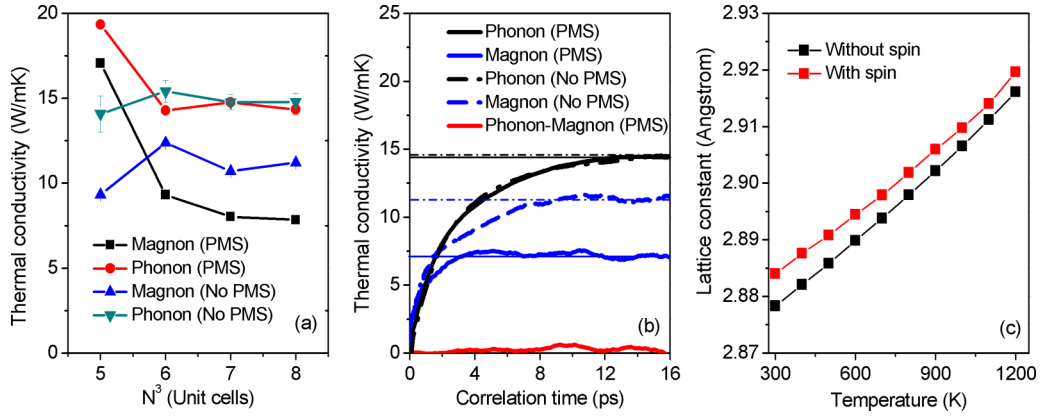 Thermal conductivity (W/mK)
20
15
10
5
0
Magnon (PMS)
Phonon (PMS)
Magnon (No PMS)
Phonon (No PMS)
(a)
5 6 7 8
N³ (Unit cells)
Thermal conductivity (W/mK)
25
20
15
10
5
0
Phonon (PMS)
Magnon (PMS)
Phonon (No PMS)
Magnon (No PMS)
Phonon-Magnon (PMS)
(b)
0 4 8 12 16
Correlation time (ps)
Lattice constant (Angstrom)
2.93
2.92
2.91
2.90
2.89
2.88
2.87
Without spin
With spin
(c)
300 450 600 750 900 1050 1200
Temperature (K)